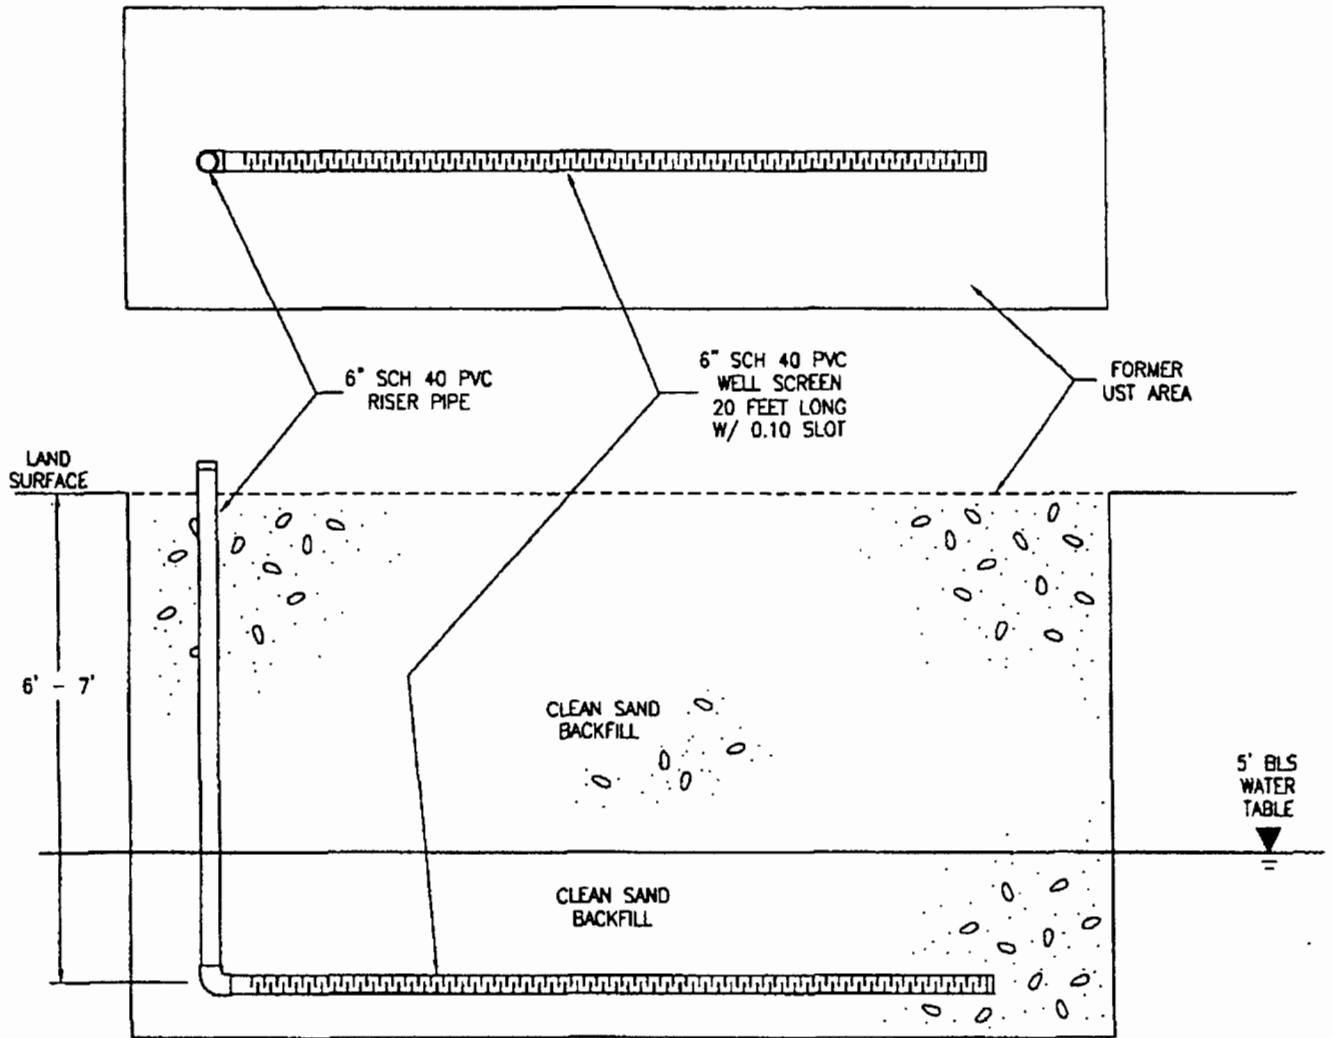 6" SCH 40 PVC
RISER PIPE
6" SCH 40 PVC
WELL SCREEN
20 FEET LONG
W/ 0.10 SLOT
FORMER
UST AREA
LAND
SURFACE
6' - 7'
CLEAN SAND
BACKFILL
5' BLS
WATER
TABLE
CLEAN SAND
BACKFILL